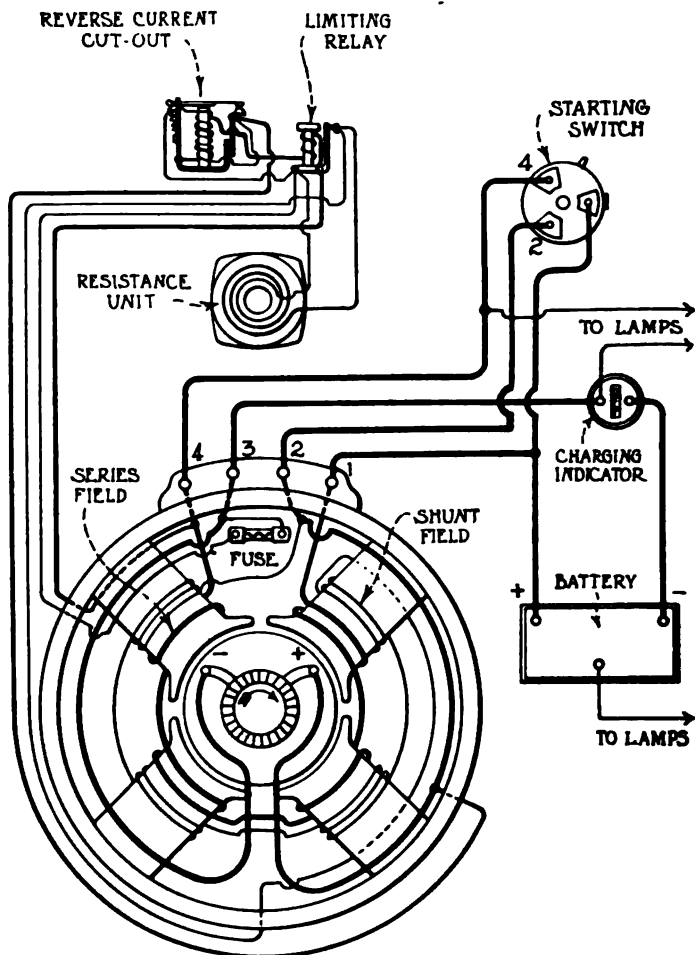 REVERSE CURRENT
CUT-OUT
LIMITING
RELAY
STARTING
SWITCH
4
2
RESISTANCE
UNIT
TO LAMPS
4
3
2
1
CHARGING
INDICATOR
SERIES
FIELD
FUSE
SHUNT
FIELD
+
BATTERY
-
-
+
TO LAMPS